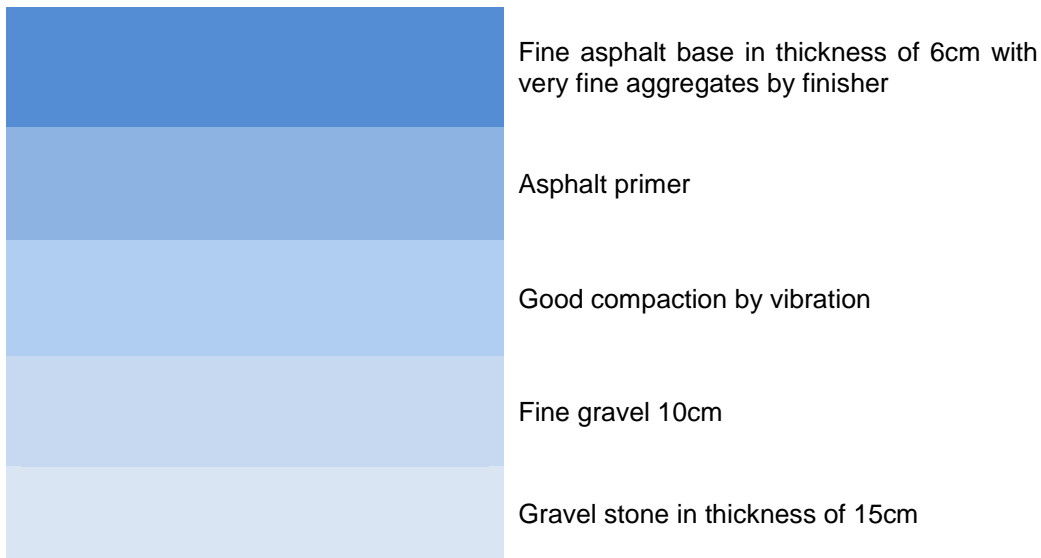 Fine asphalt base in thickness of 6cm with
very fine aggregates by finisher
Asphalt primer
Good compaction by vibration
Fine gravel 10cm
Gravel stone in thickness of 15cm